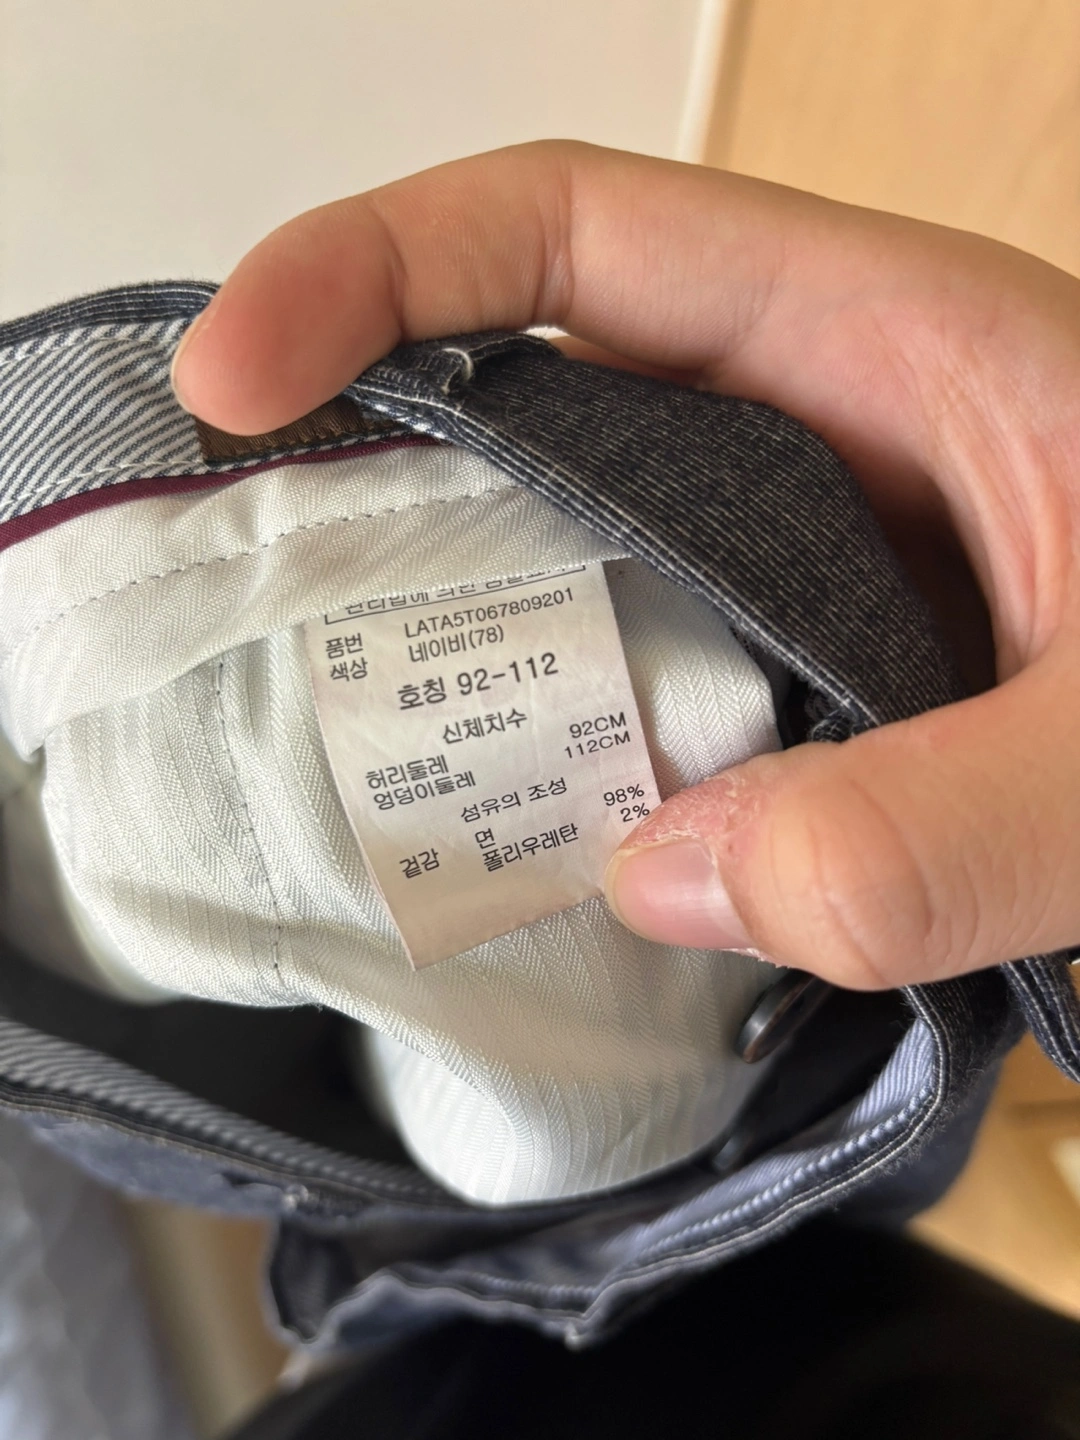 품번 LATA5T067809201
색상 네이비(78)
호칭 92-112
신체치수
허리둘레 92CM
엉덩이둘레 112CM
섬유의 조성
겉감 면 98%
폴리우레탄 2%